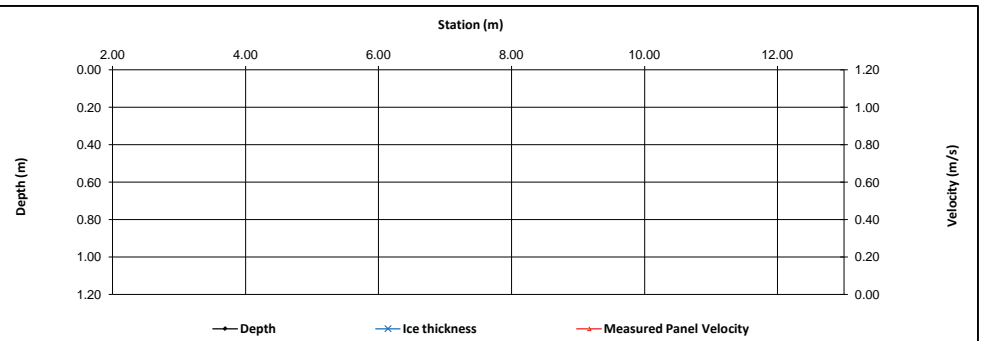 Station (m)
2.00 4.00 6.00 8.00 10.00 12.00
0.00 1.20
0.20 1.00
0.40 0.80
0.60 0.60
0.80 0.40
1.00 0.20
1.20 0.00
Depth (m)
Velocity (m/s)
Depth Ice thickness Measured Panel Velocity